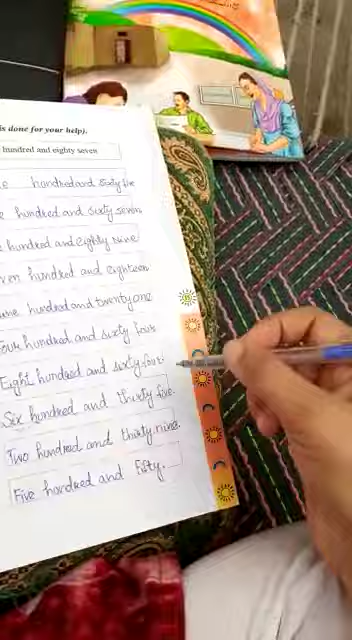 is done for your help).
hundred and eighty seven
hundred and sixty five
hundred and sixty seven
hundred and eighty nine
hundred and eighteen
hundred and twenty one
Four hundred and sixty four
Eight hundred and sixty four.
Six hundred and thirty five.
Two hundred and thirty nine.
Five hundred and Fifty.